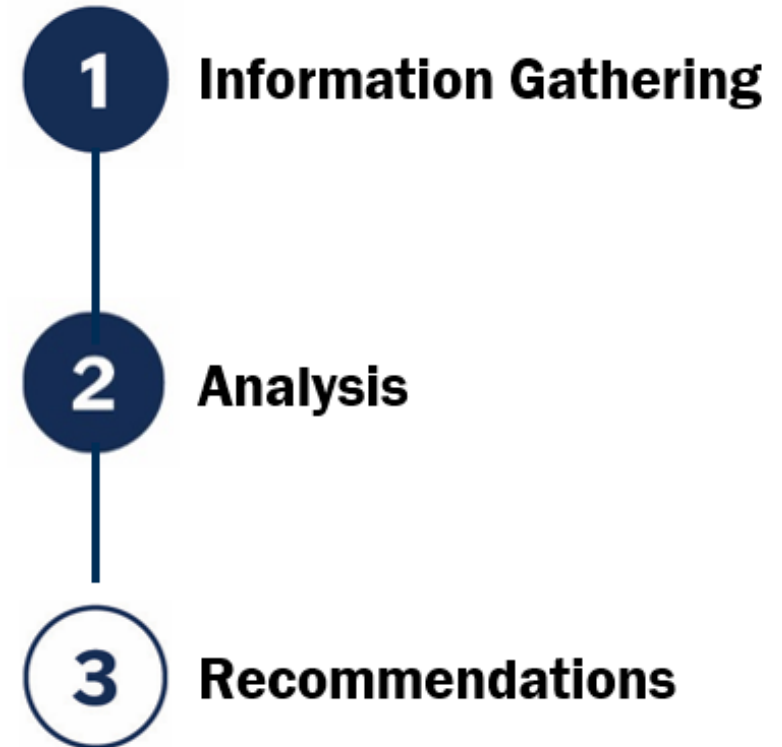 1 Information Gathering
2 Analysis
3 Recommendations